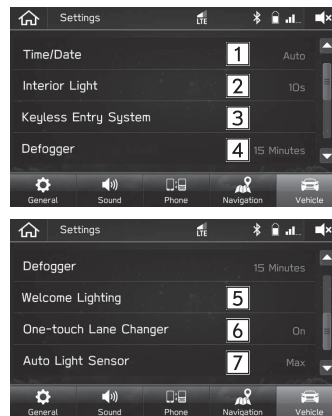 Settings LTE
Time/Date 1 Auto
Interior Light 2 10s
Keyless Entry System 3
Defogger 4 15 Minutes
General Sound Phone Navigation Vehicle
Settings LTE
Defogger 15 Minutes
Welcome Lighting 5
One-touch Lane Changer 6 On
Auto Light Sensor 7 Max
General Sound Phone Navigation Vehicle